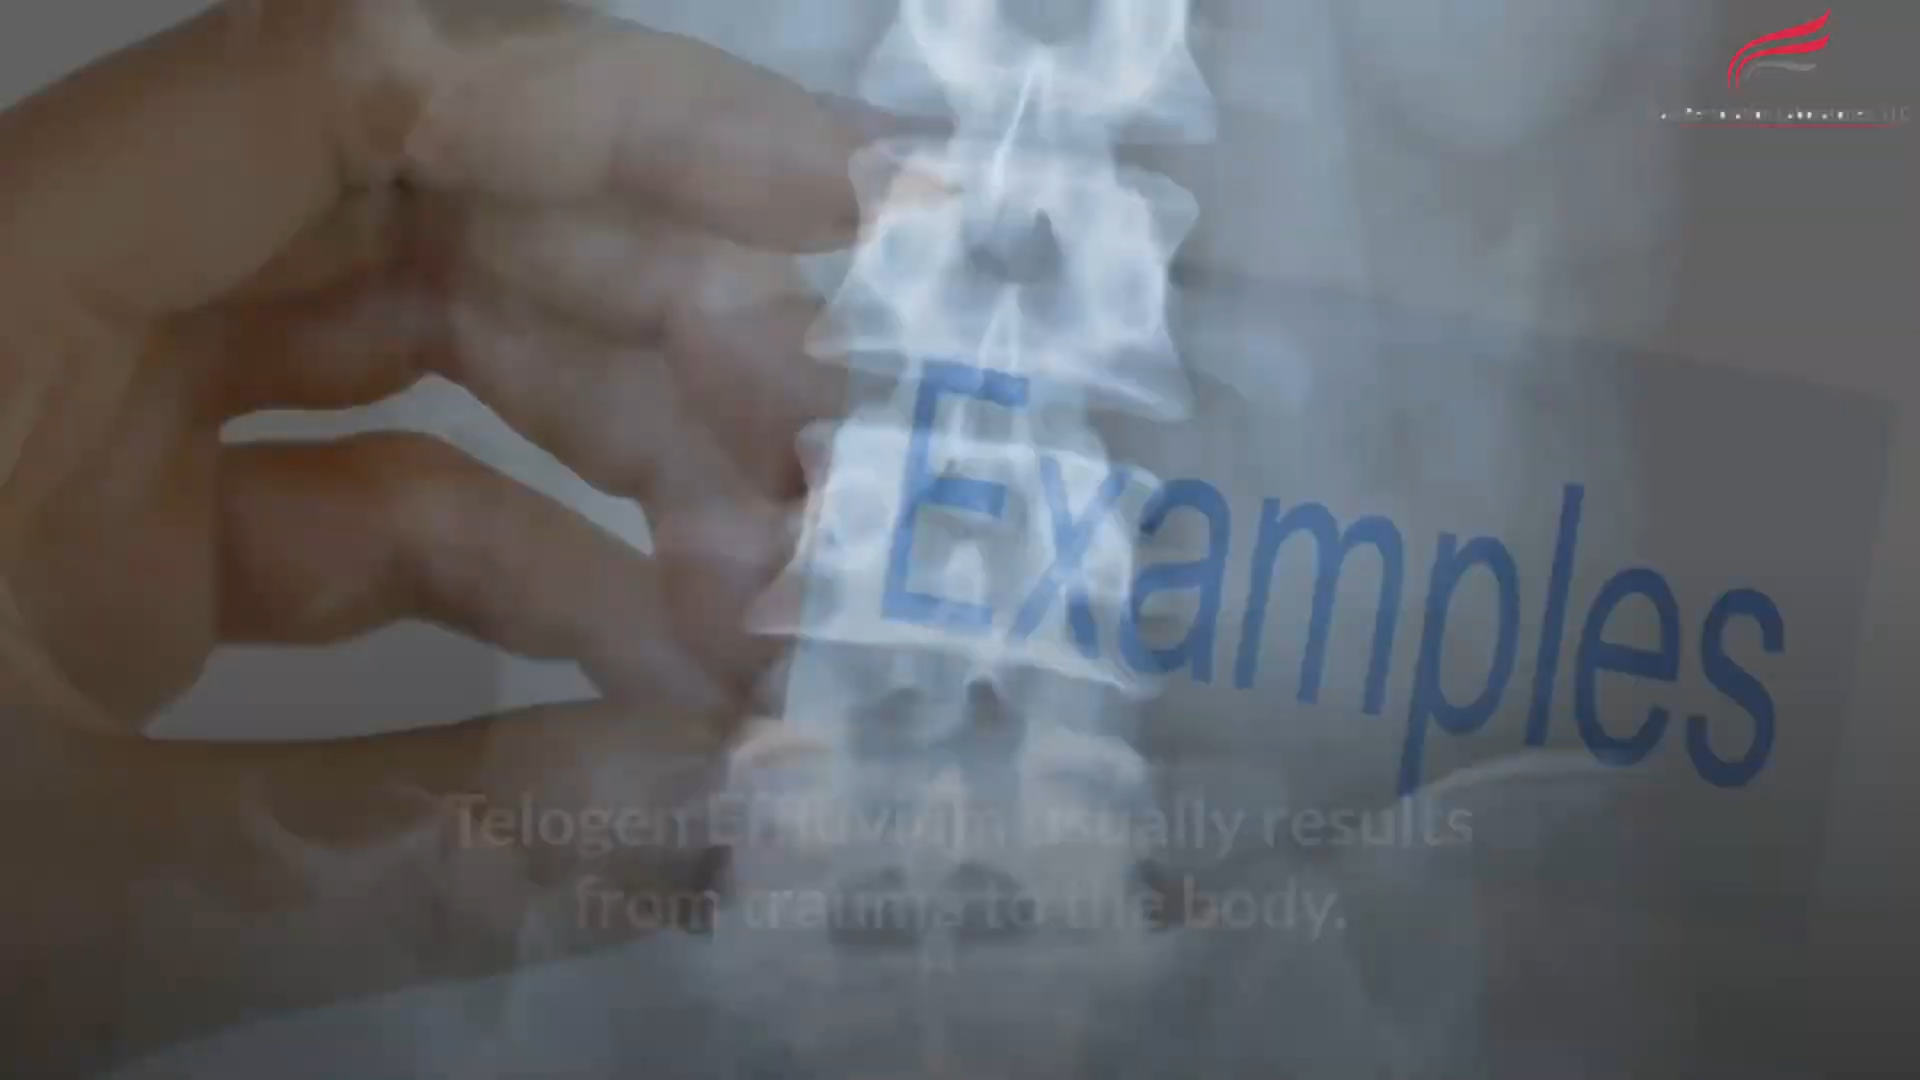 Examples
Telogen Effluvium usually results
from trauma to the body.